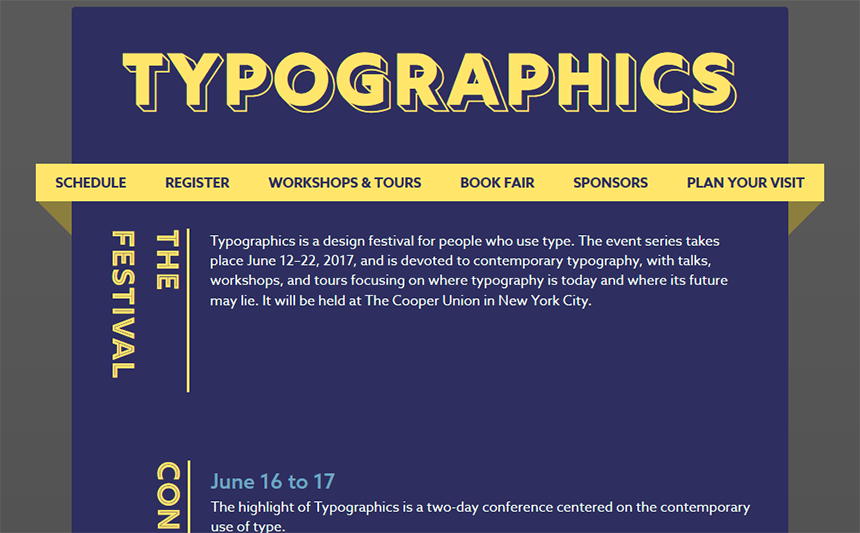 TYPOGRAPHICS
SCHEDULE REGISTER WORKSHOPS & TOURS BOOK FAIR SPONSORS PLAN YOUR VISIT
THE
FESTIVAL
Typographics is a design festival for people who use type. The event series takes
place June 12–22, 2017, and is devoted to contemporary typography, with talks,
workshops, and tours focusing on where typography is today and where its future
may lie. It will be held at The Cooper Union in New York City.
CON
June 16 to 17
The highlight of Typographics is a two-day conference centered on the contemporary
use of type.